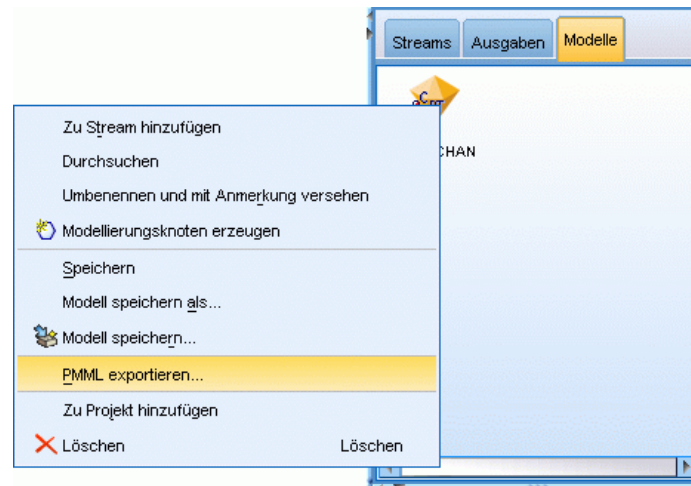 Streams Ausgaben Modelle
CHAN
Zu Stream hinzufügen
Durchsuchen
Umbenennen und mit Anmerkung versehen
Modellierungsknoten erzeugen
Speichern
Modell speichern als...
Modell speichern...
PMML exportieren...
Zu Projekt hinzufügen
Löschen Löschen